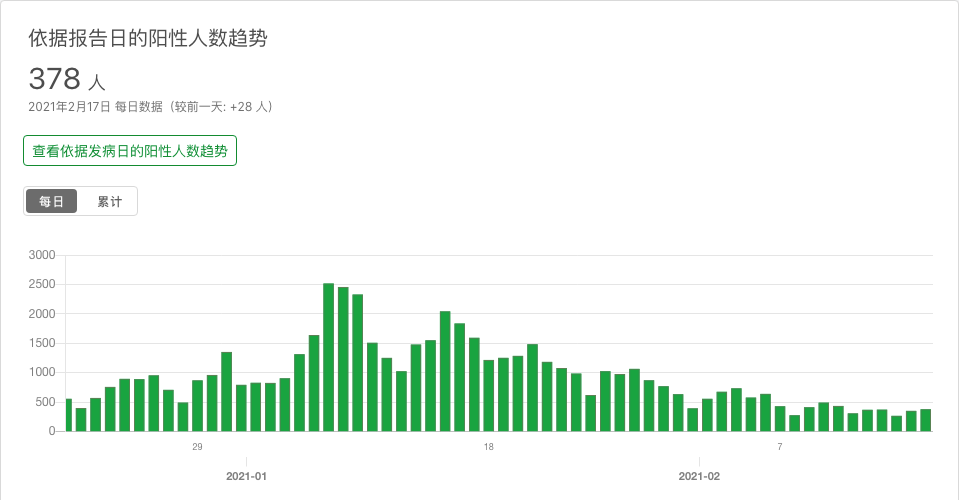 依据报告日的阳性人数趋势
378 人
2021年2月17日 每日数据（较前一天: +28 人）
查看依据发病日的阳性人数趋势
每日 累计
3000
2500
2000
1500
1000
500
0
29 18 7
2021-01 2021-02